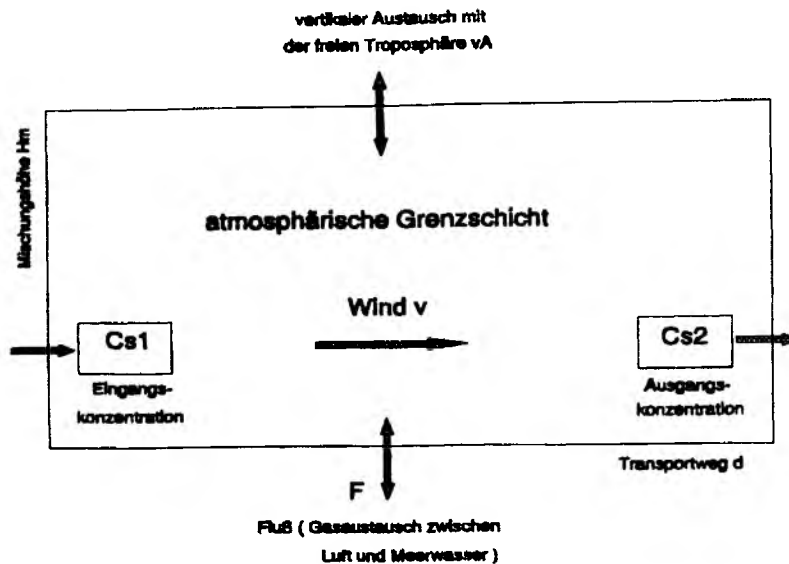 vertikaler Austausch mit
der freien Troposphäre vA
Mischungshöhe Hm
atmosphärische Grenzschicht
Wind v
Cs1
Cs2
Eingangs-
konzentration
Ausgangs-
konzentration
Transportweg d
F
Fluß ( Gasaustausch zwischen
Luft und Meerwasser )